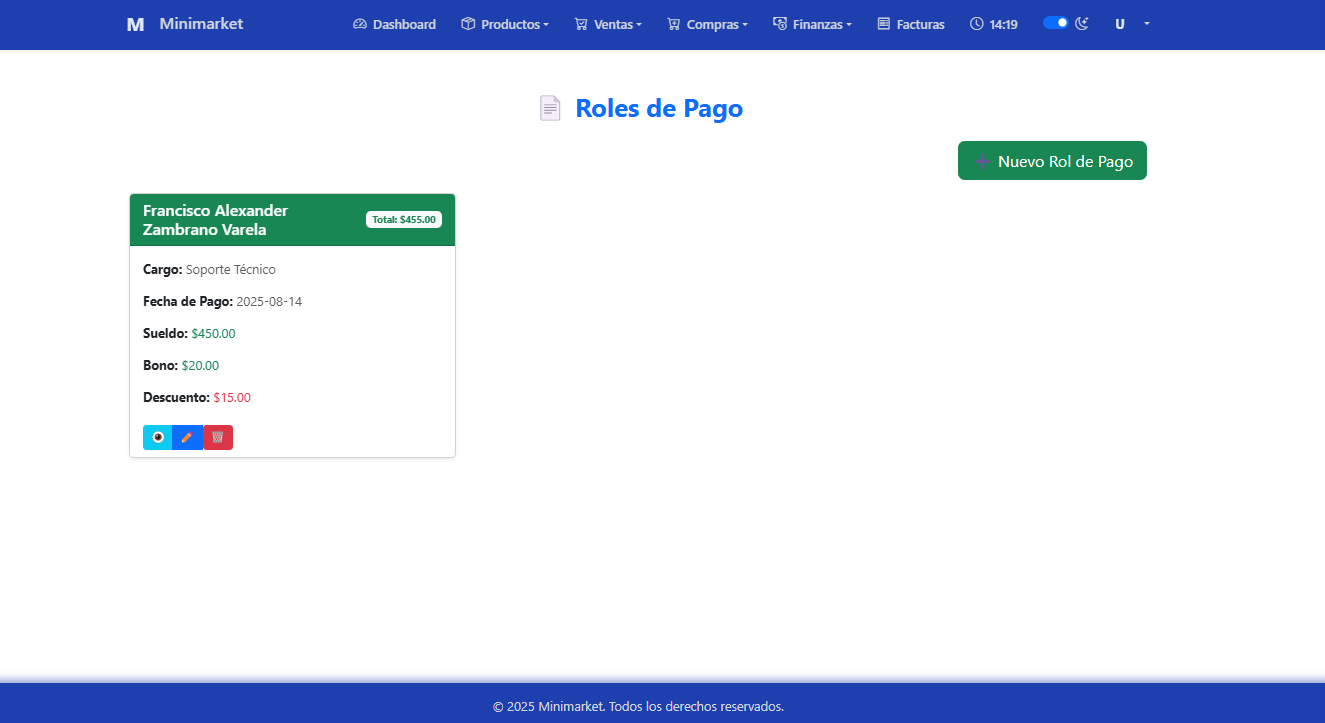 M Minimarket Dashboard Productos Ventas Compras Finanzas Facturas 14:19 U
Roles de Pago
Nuevo Rol de Pago
Francisco Alexander
Zambrano Varela
Total: $455.00
Cargo: Soporte Técnico
Fecha de Pago: 2025-08-14
Sueldo: $450.00
Bono: $20.00
Descuento: $15.00
© 2025 Minimarket. Todos los derechos reservados.